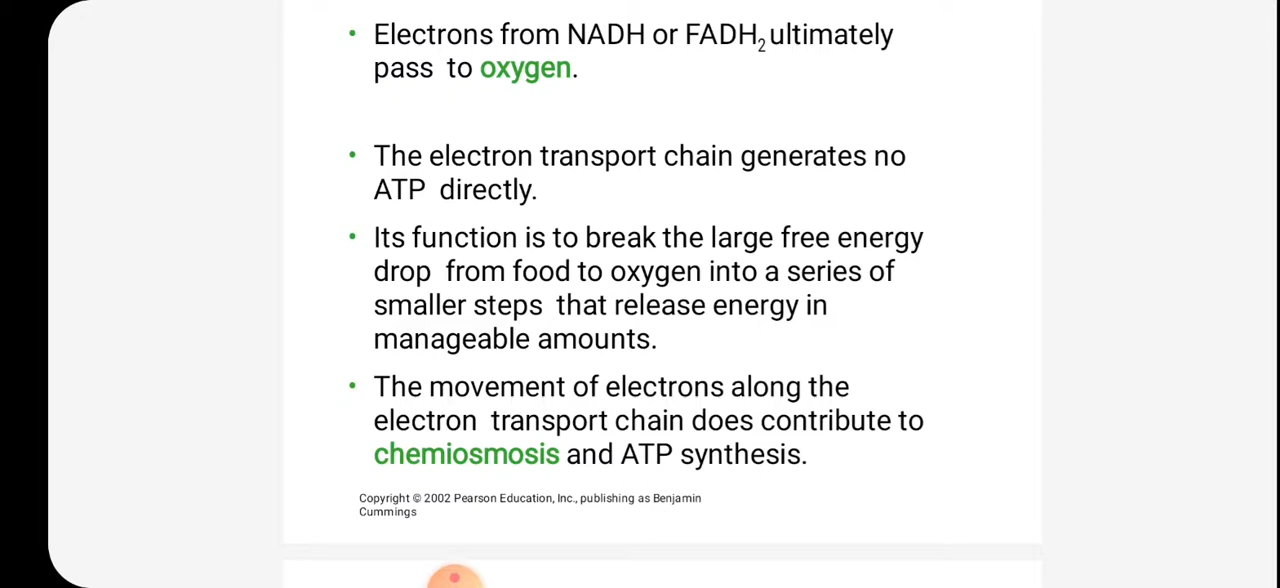 • Electrons from NADH or FADH₂ ultimately
pass to oxygen.
• The electron transport chain generates no
ATP directly.
• Its function is to break the large free energy
drop from food to oxygen into a series of
smaller steps that release energy in
manageable amounts.
• The movement of electrons along the
electron transport chain does contribute to
chemiosmosis and ATP synthesis.
Copyright © 2002 Pearson Education, Inc., publishing as Benjamin
Cummings